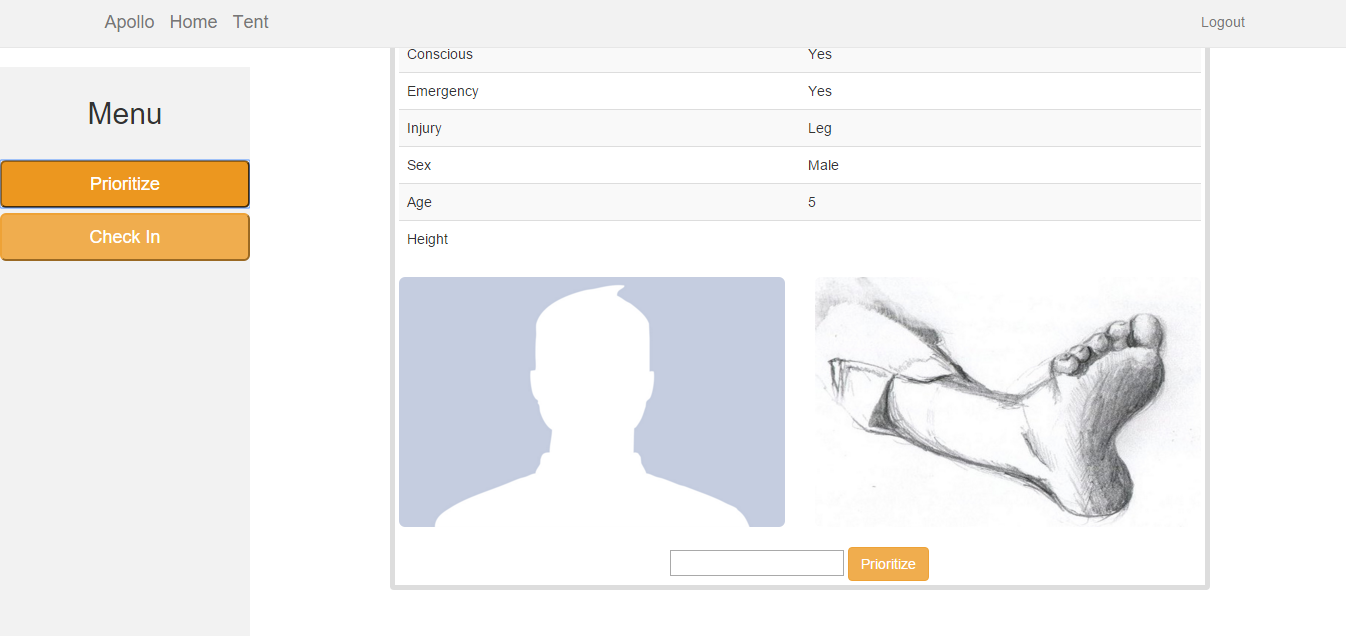 Apollo Home Tent Logout
Menu
Prioritize
Check In
Conscious Yes
Emergency Yes
Injury Leg
Sex Male
Age 5
Height
Prioritize